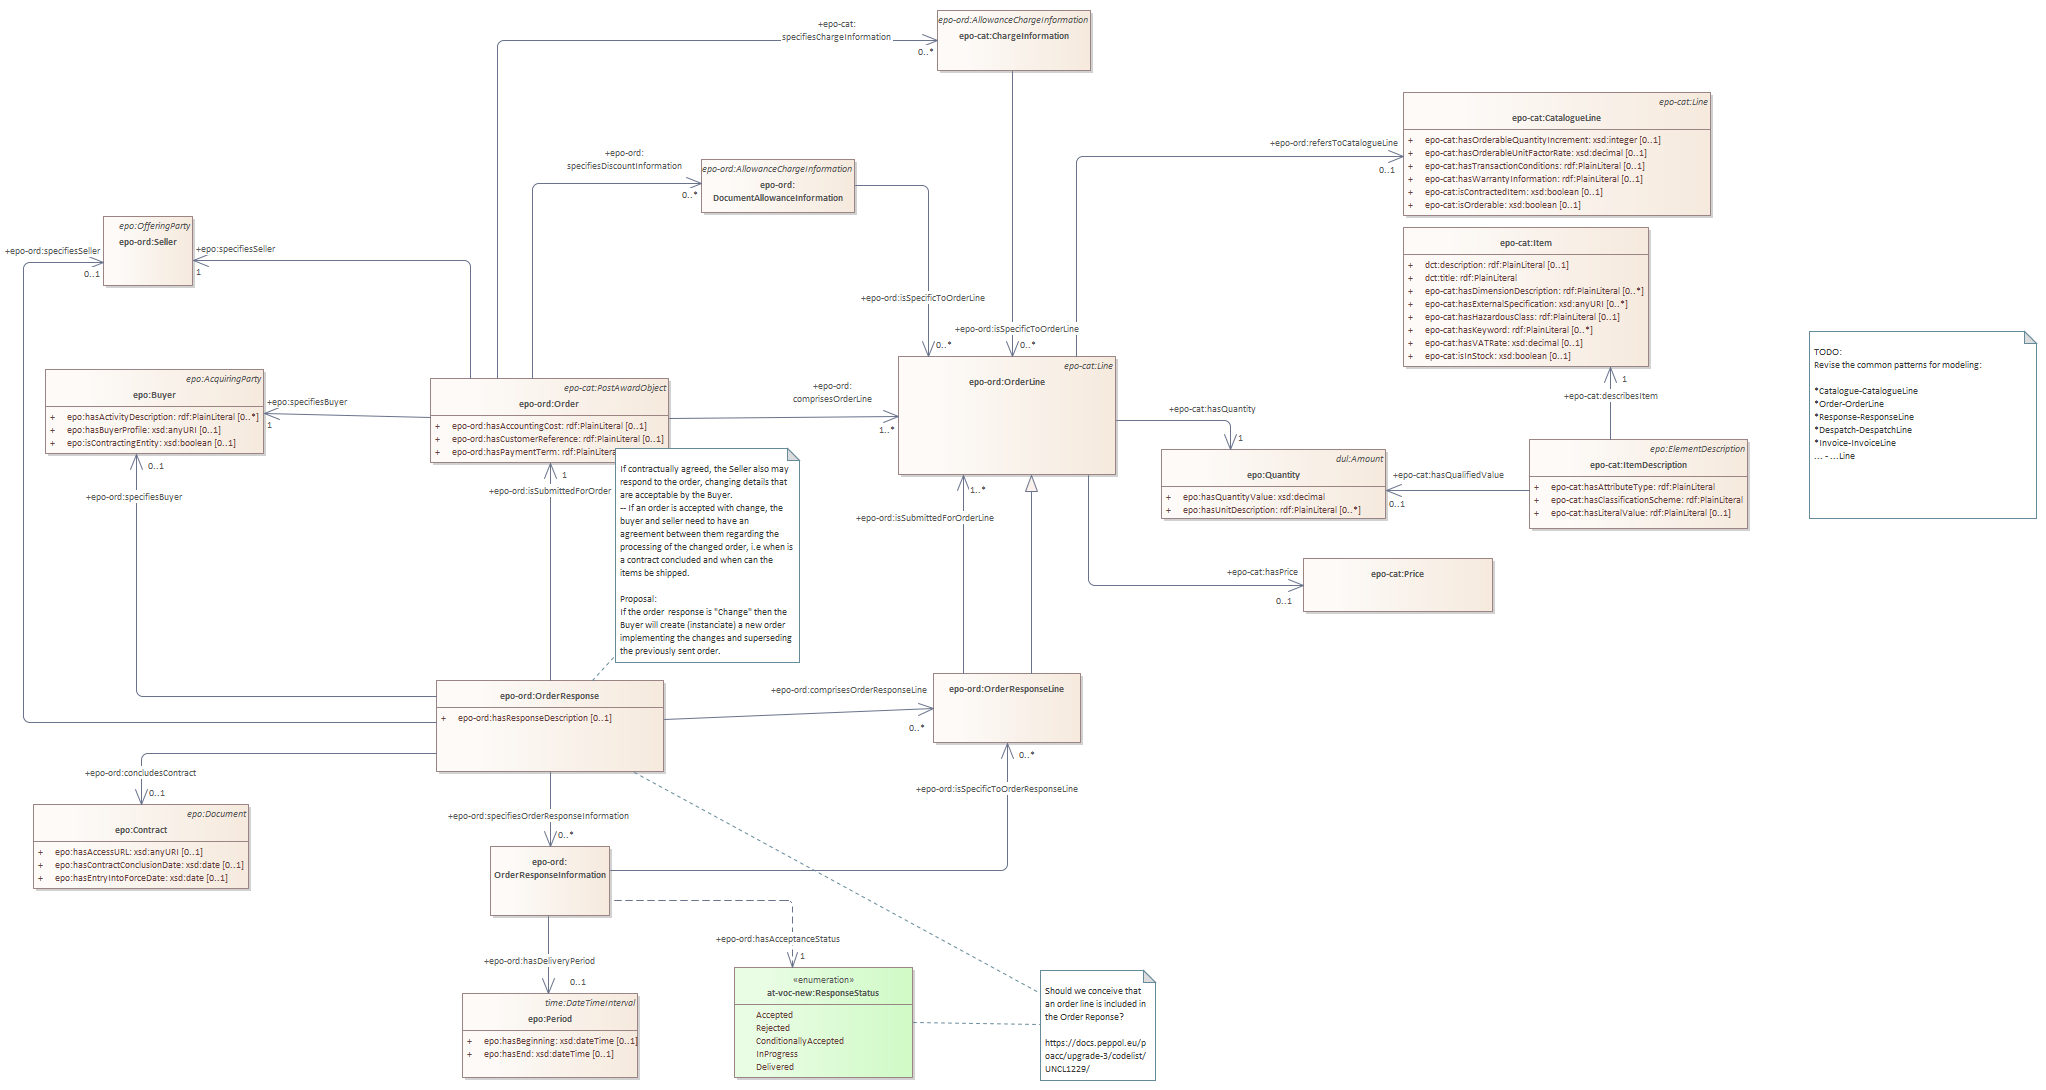 +epo-cat:
specifiesChargeInformation
0..*
epo-ord:AllowanceChargeInformation
epo-cat:ChargeInformation
+epo-ord:
specifiesDiscountInformation
0..*
epo-ord:AllowanceChargeInformation
epo-ord:
DocumentAllowanceInformation
+epo-ord:refersToCatalogueLine
0..1
epo-cat:Line
epo-cat:CatalogueLine
+ epo-cat:hasOrderableQuantityIncrement: xsd:integer [0..1]
+ epo-cat:hasOrderableUnitFactorRate: xsd:decimal [0..1]
+ epo-cat:hasTransactionConditions: rdf:PlainLiteral [0..1]
+ epo-cat:hasWarrantyInformation: rdf:PlainLiteral [0..1]
+ epo-cat:isContractedItem: xsd:boolean [0..1]
+ epo-cat:isOrderable: xsd:boolean [0..1]
epo:OfferingParty
epo-ord:Seller
+epo-ord:specifiesSeller
0..1
+epo:specifiesSeller
1
epo-cat:Item
+ dct:description: rdf:PlainLiteral [0..1]
+ dct:title: rdf:PlainLiteral
+ epo-cat:hasDimensionDescription: rdf:PlainLiteral [0..*]
+ epo-cat:hasExternalSpecification: xsd:anyURI [0..*]
+ epo-cat:hasHazardousClass: rdf:PlainLiteral [0..1]
+ epo-cat:hasKeyword: rdf:PlainLiteral [0..*]
+ epo-cat:hasVATRate: xsd:decimal [0..1]
+ epo-cat:isInStock: xsd:boolean [0..1]
+epo-ord:isSpecificToOrderLine
0..*
+epo-ord:isSpecificToOrderLine
0..*
TODO:
Revise the common patterns for modeling:
*Catalogue-CatalogueLine
*Order-OrderLine
*Response-ResponseLine
*Despatch-DespatchLine
*Invoice-InvoiceLine
... - ...Line
epo:AcquiringParty
epo:Buyer
+ epo:hasActivityDescription: rdf:PlainLiteral [0..*]
+ epo:hasBuyerProfile: xsd:anyURI [0..1]
+ epo:isContractingEntity: xsd:boolean [0..1]
+epo:specifiesBuyer
1
epo-cat:PostAwardObject
epo-ord:Order
+ epo-ord:hasAccountingCost: rdf:PlainLiteral [0..1]
+ epo-ord:hasCustomerReference: rdf:PlainLiteral [0..1]
+ epo-ord:hasPaymentTerm: rdf:PlainLitera
+epo-ord:
comprisesOrderLine
1..*
epo-cat:Line
epo-ord:OrderLine
+epo-cat:hasQuantity
1
1
+epo-cat:describesItem
dul:Amount
epo:Quantity
+ epo:hasQuantityValue: xsd:decimal
+ epo:hasUnitDescription: rdf:PlainLiteral [0..*]
+epo-cat:hasQualifiedValue
0..1
epo:ElementDescription
epo-cat:ItemDescription
+ epo-cat:hasAttributeType: rdf:PlainLiteral
+ epo-cat:hasClassificationScheme: rdf:PlainLiteral
+ epo-cat:hasLiteralValue: rdf:PlainLiteral [0..1]
0..1
+epo-ord:specifiesBuyer
1
+epo-ord:isSubmittedForOrder
If contractually agreed, the Seller also may
respond to the order, changing details that
are acceptable by the Buyer.
-- If an order is accepted with change, the
buyer and seller need to have an
agreement between them regarding the
processing of the changed order, i.e when is
a contract concluded and when can the
items be shipped.
Proposal:
If the order  response is "Change" then the
Buyer will create (instanciate) a new order
implementing the changes and superseding
the previously sent order.
1..*
+epo-ord:isSubmittedForOrderLine
+epo-cat:hasPrice
0..1
epo-cat:Price
epo-ord:OrderResponse
+ epo-ord:hasResponseDescription [0..1]
+epo-ord:comprisesOrderResponseLine
0..*
epo-ord:OrderResponseLine
0..*
+epo-ord:isSpecificToOrderResponseLine
+epo-ord:concludesContract
0..1
epo:Document
epo:Contract
+ epo:hasAccessURL: xsd:anyURI [0..1]
+ epo:hasContractConclusionDate: xsd:date [0..1]
+ epo:hasEntryIntoForceDate: xsd:date [0..1]
+epo-ord:specifiesOrderResponseInformation
0..*
epo-ord:
OrderResponseInformation
+epo-ord:hasAcceptanceStatus
1
+epo-ord:hasDeliveryPeriod
0..1
time:DateTimeInterval
epo:Period
+ epo:hasBeginning: xsd:dateTime [0..1]
+ epo:hasEnd: xsd:dateTime [0..1]
«enumeration»
at-voc-new:ResponseStatus
Accepted
Rejected
ConditionallyAccepted
InProgress
Delivered
Should we conceive that
an order line is included in
the Order Reponse?
https://docs.peppol.eu/p
oacc/upgrade-3/codelist/
UNCL1229/